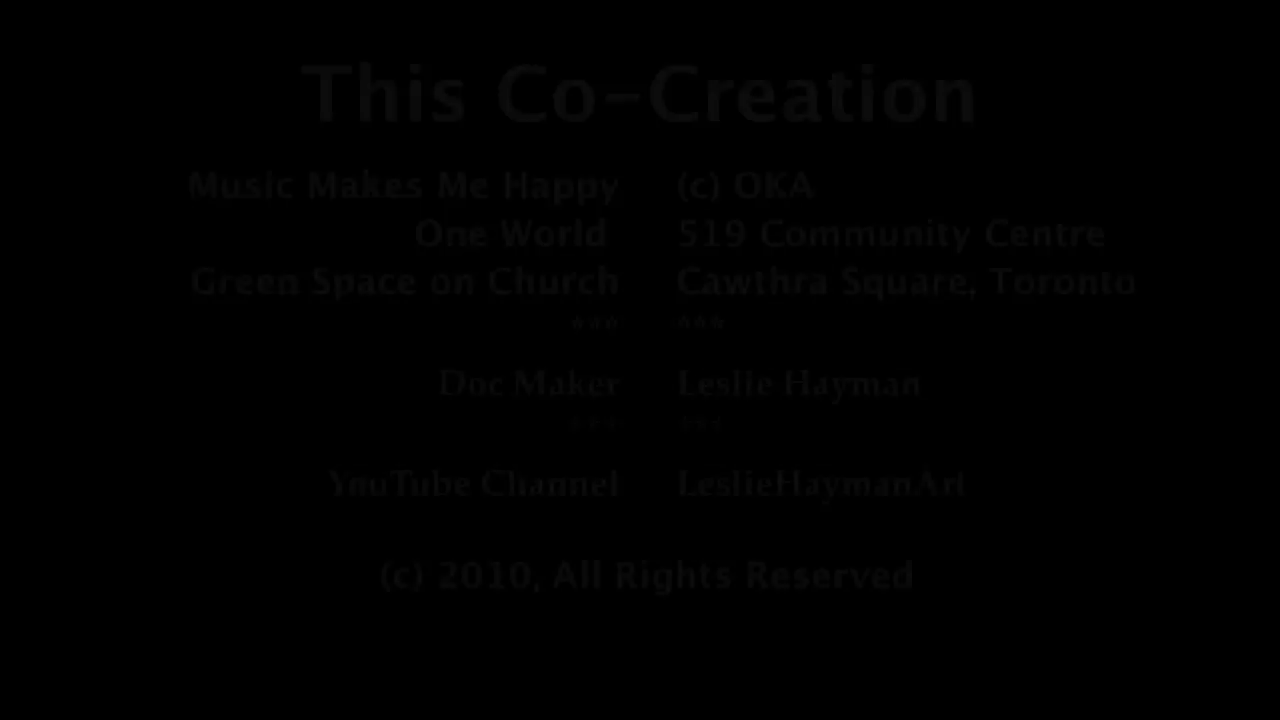 This Co-Creation
Music Makes Me Happy (c) OKA
One World 519 Community Centre
Green Space on Church Cawthra Square, Toronto
*** ***
Doc Maker Leslie Hayman
*** ***
YouTube Channel LeslieHaymanArt
(c) 2010, All Rights Reserved